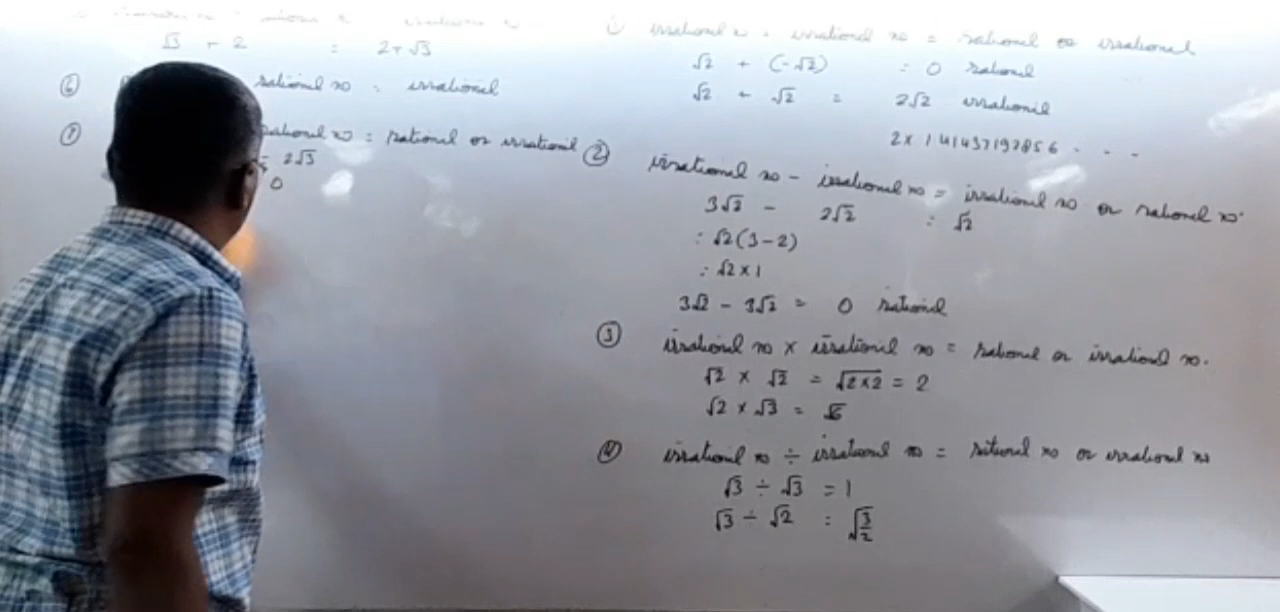 √3 + 2 = 2+√3
⑥ rational no = irrational
⑦ rational no = rational or irrational
= 2√3
0
① irrational n + irrational no = rational or irrational
√2 + (-√2) = 0 rational
√2 + √2 = 2√2 irrational
2× 1.41437192856 . . .
② irrational no - irrational no = irrational no or rational no.
3√2 - 2√2 = √2
= √2(3-2)
= √2×1
3√2 - 3√2 = 0 rational
③ irrational no × irrational no = rational or irrational no.
√2 × √2 = √2×2 = 2
√2 × √3 = √6
④ irrational no ÷ irrational no = rational no or irrational no
√3 ÷ √3 = 1
√3 ÷ √2 = √3/2